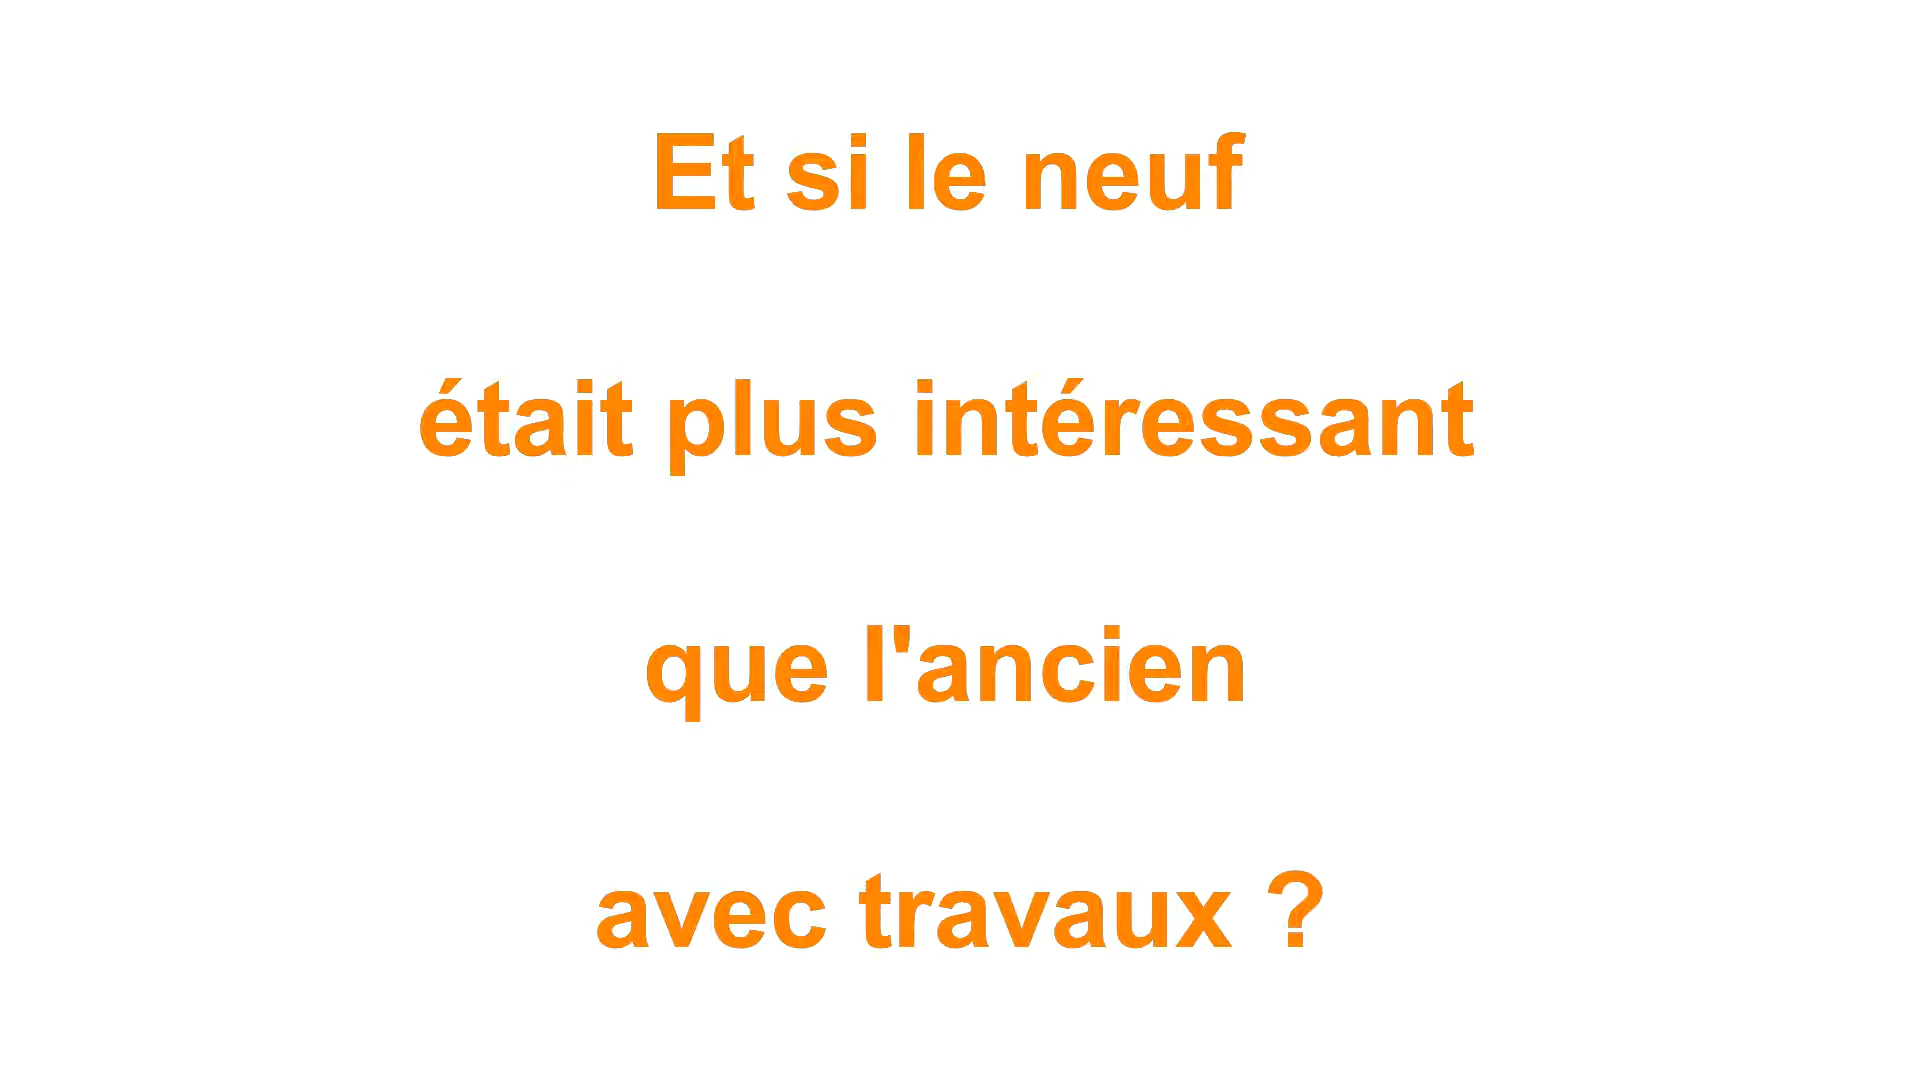 Et si le neuf
était plus intéressant
que l'ancien
avec travaux ?